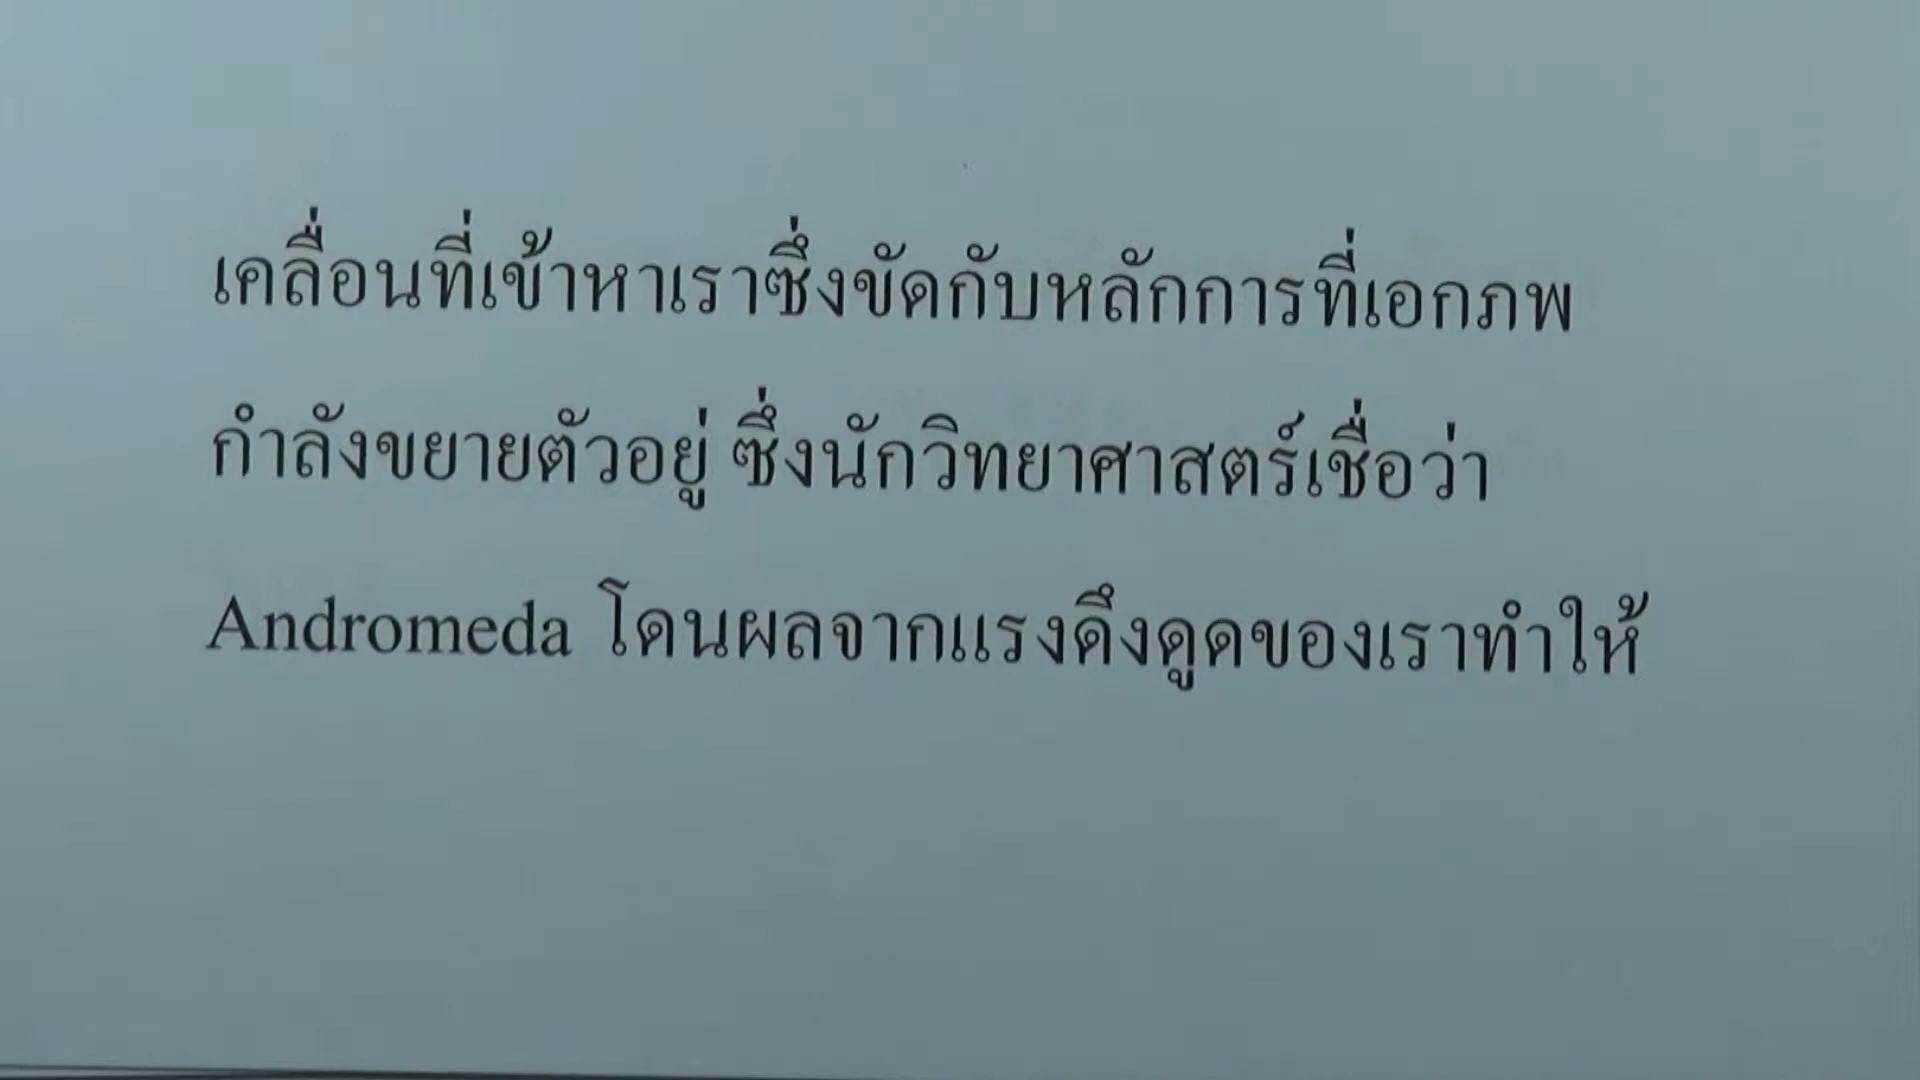 เคลื่อนที่เข้าหาเราซึ่งขัดกับหลักการที่เอกภพ
กำลังขยายตัวอยู่ ซึ่งนักวิทยาศาสตร์เชื่อว่า
Andromeda โดนผลจากแรงดึงดูดของเราทำให้